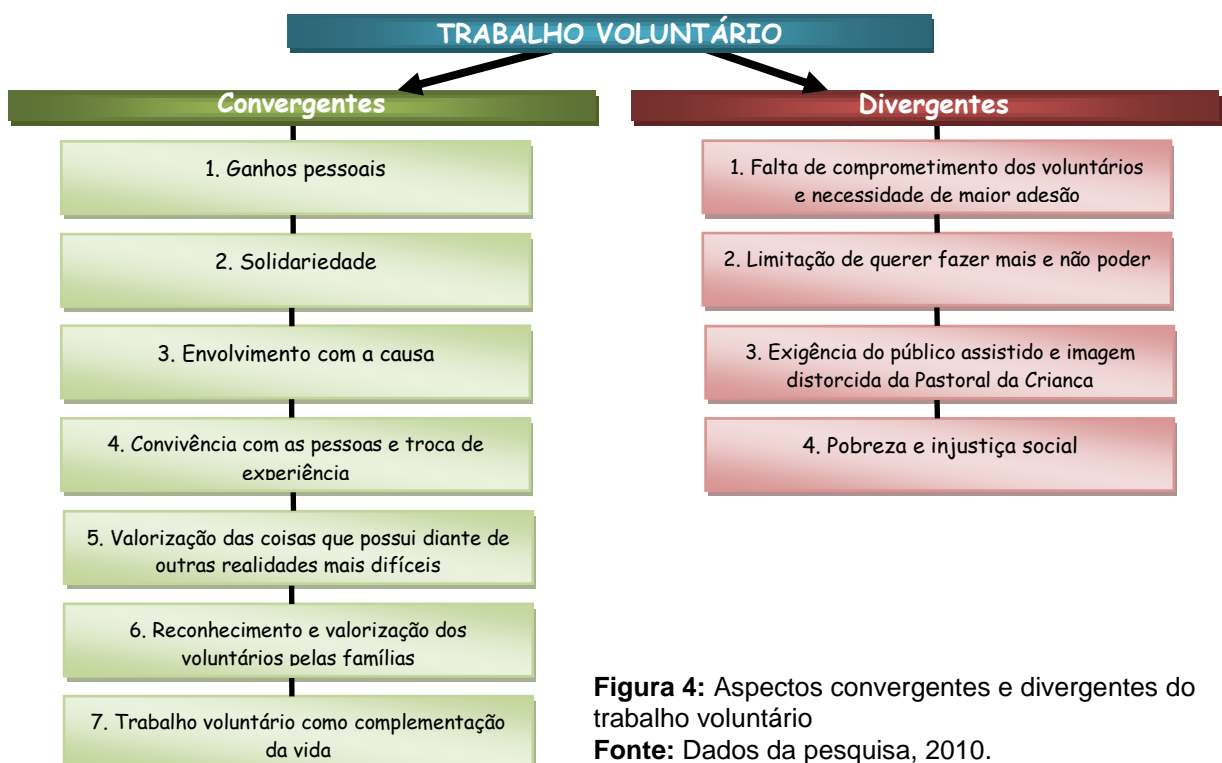 TRABALHO VOLUNTÁRIO
Convergentes
1. Ganhos pessoais
2. Solidariedade
3. Envolvimento com a causa
4. Convivência com as pessoas e troca de
experiência
5. Valorização das coisas que possui diante de
outras realidades mais difíceis
6. Reconhecimento e valorização dos
voluntários pelas famílias
7. Trabalho voluntário como complementação
da vida
Divergentes
1. Falta de comprometimento dos voluntários
e necessidade de maior adesão
2. Limitação de querer fazer mais e não poder
3. Exigência do público assistido e imagem
distorcida da Pastoral da Crianca
4. Pobreza e injustiça social
Figura 4: Aspectos convergentes e divergentes do
trabalho voluntário
Fonte: Dados da pesquisa, 2010.